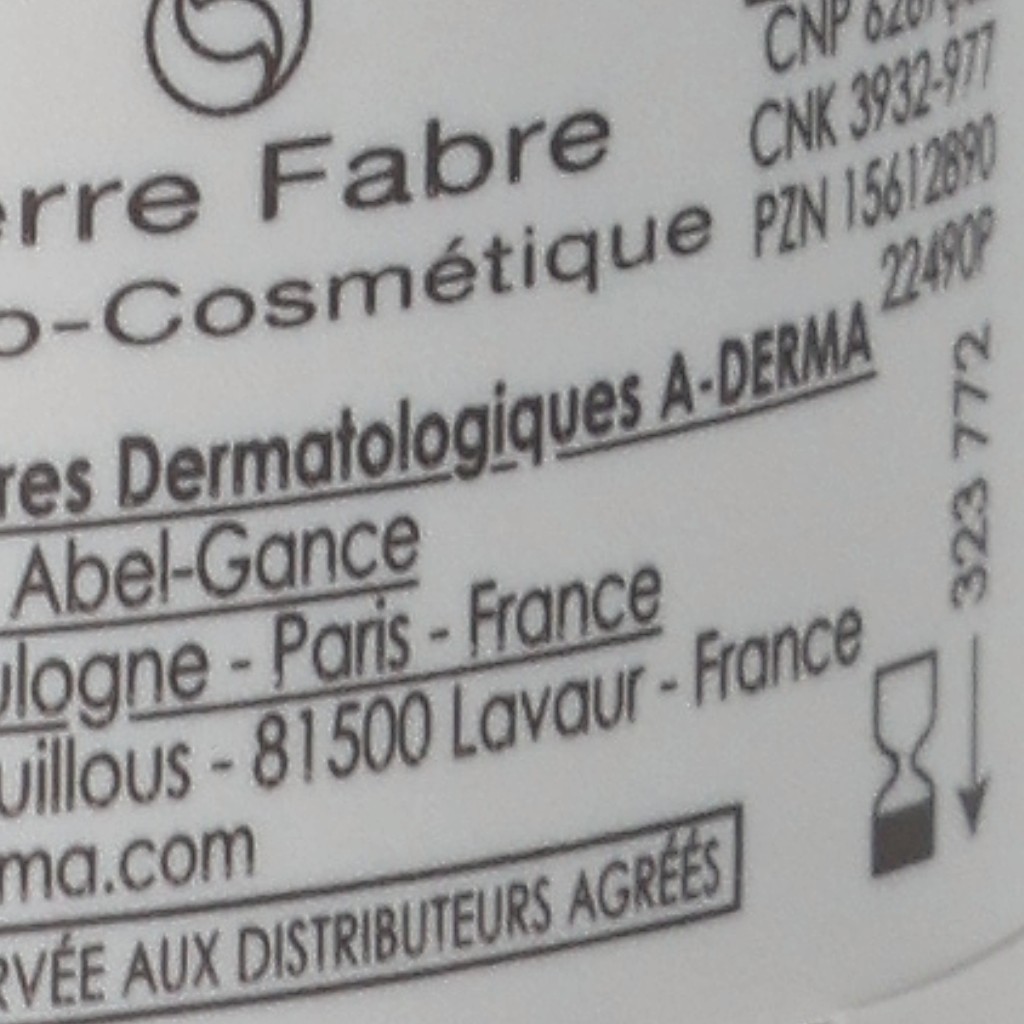 CNP
CNK 3932-977
PZN 15612890
22490P
erre Fabre
o-Cosmétique
res Dermatologiques A-DERMA
Abel-Gance
ulogne - Paris - France
uillous - 81500 Lavaur - France
ma.com
RVÉE AUX DISTRIBUTEURS AGRÉÉS
323 772